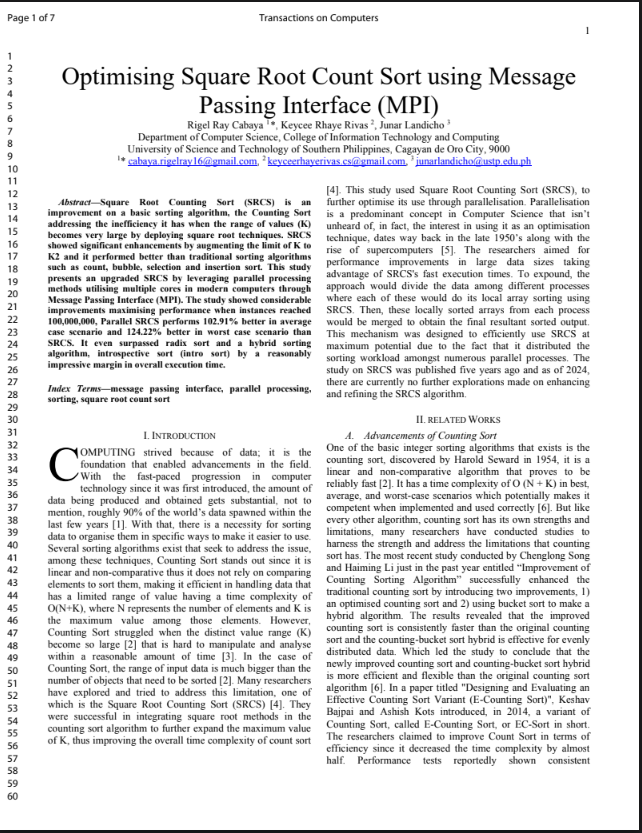 Page 1 of 7
Transactions on Computers
1
1
2
3
4
5
6
7
8
9
10
11
12
13
14
15
16
17
18
19
20
21
22
23
24
25
26
27
28
29
30
31
32
33
34
35
36
37
38
39
40
41
42
43
44
45
46
47
48
49
50
51
52
53
54
55
56
57
58
59
60
Optimising Square Root Count Sort using Message
Passing Interface (MPI)
Rigel Ray Cabaya ¹*, Keycee Rhaye Rivas ², Junar Landicho ³
Department of Computer Science, College of Information Technology and Computing
University of Science and Technology of Southern Philippines, Cagayan de Oro City, 9000
¹* cabaya.rigelray16@gmail.com, ² keyceerhayerivas.cs@gmail.com, ³ junarlandicho@ustp.edu.ph
Abstract—Square Root Counting Sort (SRCS) is an
improvement on a basic sorting algorithm, the Counting Sort
addressing the inefficiency it has when the range of values (K)
becomes very large by deploying square root techniques. SRCS
showed significant enhancements by augmenting the limit of K to
K2 and it performed better than traditional sorting algorithms
such as count, bubble, selection and insertion sort. This study
presents an upgraded SRCS by leveraging parallel processing
methods utilising multiple cores in modern computers through
Message Passing Interface (MPI). The study showed considerable
improvements maximising performance when instances reached
100,000,000, Parallel SRCS performs 102.91% better in average
case scenario and 124.22% better in worst case scenario than
SRCS. It even surpassed radix sort and a hybrid sorting
algorithm, introspective sort (intro sort) by a reasonably
impressive margin in overall execution time.
Index Terms—message passing interface, parallel processing,
sorting, square root count sort
I. INTRODUCTION
COMPUTING strived because of data; it is the
foundation that enabled advancements in the field.
With the fast-paced progression in computer
technology since it was first introduced, the amount of
data being produced and obtained gets substantial, not to
mention, roughly 90% of the world's data spawned within the
last few years [1]. With that, there is a necessity for sorting
data to organise them in specific ways to make it easier to use.
Several sorting algorithms exist that seek to address the issue,
among these techniques, Counting Sort stands out since it is
linear and non-comparative thus it does not rely on comparing
elements to sort them, making it efficient in handling data that
has a limited range of value having a time complexity of
O(N+K), where N represents the number of elements and K is
the maximum value among those elements. However,
Counting Sort struggled when the distinct value range (K)
become so large [2] that is hard to manipulate and analyse
within a reasonable amount of time [3]. In the case of
Counting Sort, the range of input data is much bigger than the
number of objects that need to be sorted [2]. Many researchers
have explored and tried to address this limitation, one of
which is the Square Root Counting Sort (SRCS) [4]. They
were successful in integrating square root methods in the
counting sort algorithm to further expand the maximum value
of K, thus improving the overall time complexity of count sort
[4]. This study used Square Root Counting Sort (SRCS), to
further optimise its use through parallelisation. Parallelisation
is a predominant concept in Computer Science that isn't
unheard of, in fact, the interest in using it as an optimisation
technique, dates way back in the late 1950's along with the
rise of supercomputers [5]. The researchers aimed for
performance improvements in large data sizes taking
advantage of SRCS's fast execution times. To expound, the
approach would divide the data among different processes
where each of these would do its local array sorting using
SRCS. Then, these locally sorted arrays from each process
would be merged to obtain the final resultant sorted output.
This mechanism was designed to efficiently use SRCS at
maximum potential due to the fact that it distributed the
sorting workload amongst numerous parallel processes. The
study on SRCS was published five years ago and as of 2024,
there are currently no further explorations made on enhancing
and refining the SRCS algorithm.
II. RELATED WORKS
A. Advancements of Counting Sort
One of the basic integer sorting algorithms that exists is the
counting sort, discovered by Harold Seward in 1954, it is a
linear and non-comparative algorithm that proves to be
reliably fast [2]. It has a time complexity of O (N + K) in best,
average, and worst-case scenarios which potentially makes it
competent when implemented and used correctly [6]. But like
every other algorithm, counting sort has its own strengths and
limitations, many researchers have conducted studies to
harness the strength and address the limitations that counting
sort has. The most recent study conducted by Chenglong Song
and Haiming Li just in the past year entitled "Improvement of
Counting Sorting Algorithm" successfully enhanced the
traditional counting sort by introducing two improvements, 1)
an optimised counting sort and 2) using bucket sort to make a
hybrid algorithm. The results revealed that the improved
counting sort is consistently faster than the original counting
sort and the counting-bucket sort hybrid is effective for evenly
distributed data. Which led the study to conclude that the
newly improved counting sort and counting-bucket sort hybrid
is more efficient and flexible than the original counting sort
algorithm [6]. In a paper titled "Designing and Evaluating an
Effective Counting Sort Variant (E-Counting Sort)", Keshav
Bajpai and Ashish Kots introduced, in 2014, a variant of
Counting Sort, called E-Counting Sort, or EC-Sort in short.
The researchers claimed to improve Count Sort in terms of
efficiency since it decreased the time complexity by almost
half. Performance tests reportedly shown consistent